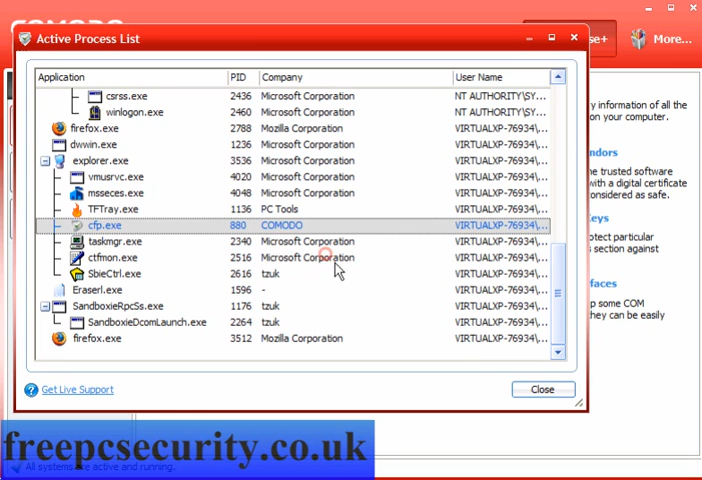 COMODO
se+
More...
Active Process List
Application PID Company User Name
csrss.exe 2436 Microsoft Corporation NT AUTHORITY\SY...
winlogon.exe 2460 Microsoft Corporation NT AUTHORITY\SY...
firefox.exe 2788 Mozilla Corporation VIRTUALXP-76934\...
dwwin.exe 240 Microsoft Corporation VIRTUALXP-76934\...
explorer.exe 3536 Microsoft Corporation VIRTUALXP-76934\...
vmusrvc.exe 4020 Microsoft Corporation VIRTUALXP-76934\...
msseces.exe 4048 Microsoft Corporation VIRTUALXP-76934\...
TFTray.exe 1136 PC Tools VIRTUALXP-76934\...
cfp.exe 880 COMODO VIRTUALXP-76934\...
taskmgr.exe 2340 Microsoft Corporation VIRTUALXP-76934\...
ctfmon.exe 2516 Microsoft Corporation VIRTUALXP-76934\...
SbieCtrl.exe 2616 tzuk VIRTUALXP-76934\...
Eraserl.exe 1596 - VIRTUALXP-76934\...
SandboxieRpcSs.exe 1176 tzuk VIRTUALXP-76934\...
SandboxieDcomLaunch.exe 2264 tzuk VIRTUALXP-76934\...
firefox.exe 3512 Mozilla Corporation VIRTUALXP-76934\...
Get Live Support
Close
y information of all the
on your computer.
ndors
he trusted software
with a digital certificate
onsidered as safe.
Keys
otect particular
s section against
rfaces
p some COM
they can be easily
freepcsecurity.co.uk
All systems are active and running.